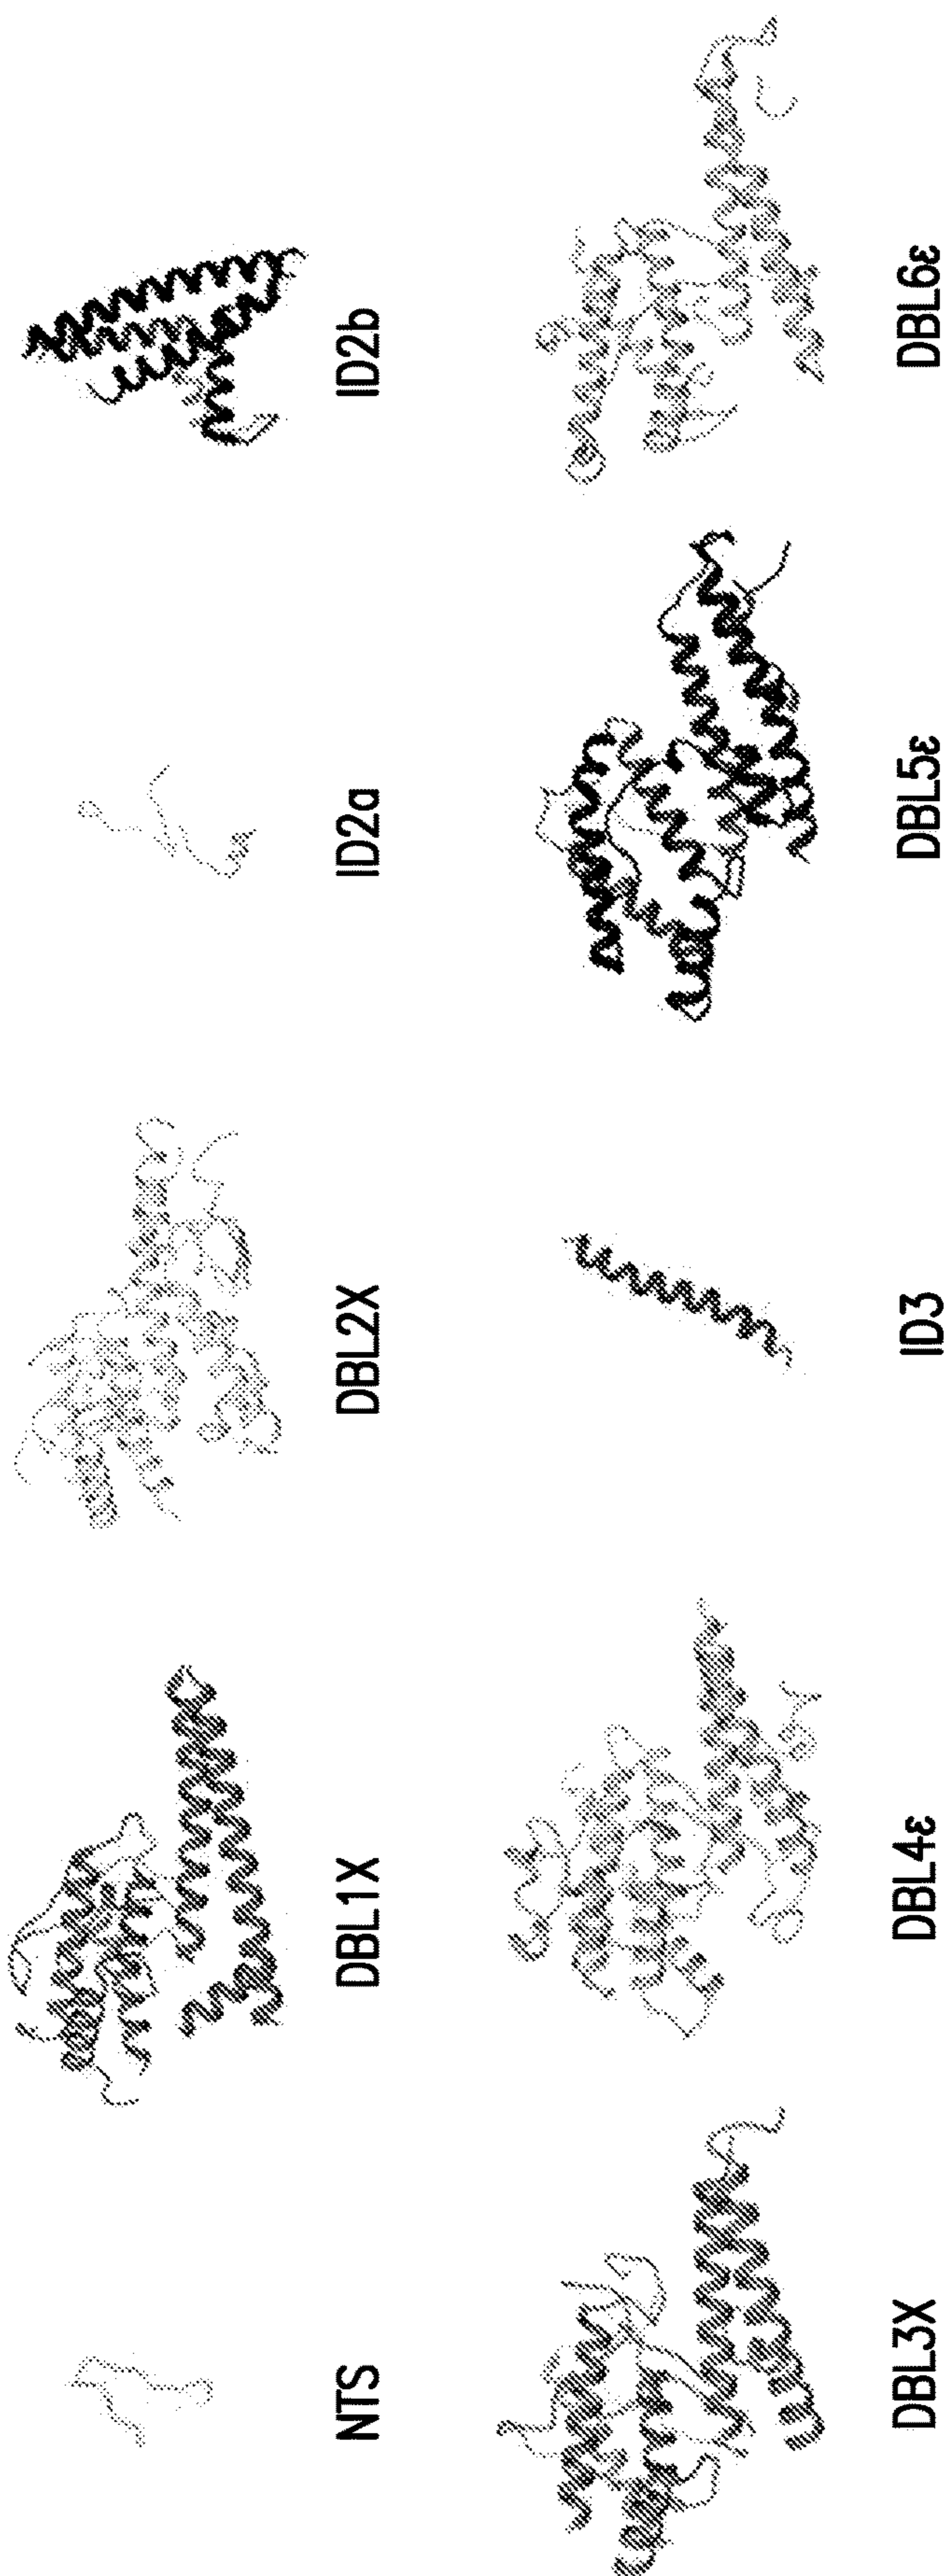 NTS
DBL1X
DBL2X
ID2a
ID2b
DBL3X
DBL4ε
ID3
DBL5ε
DBL6ε